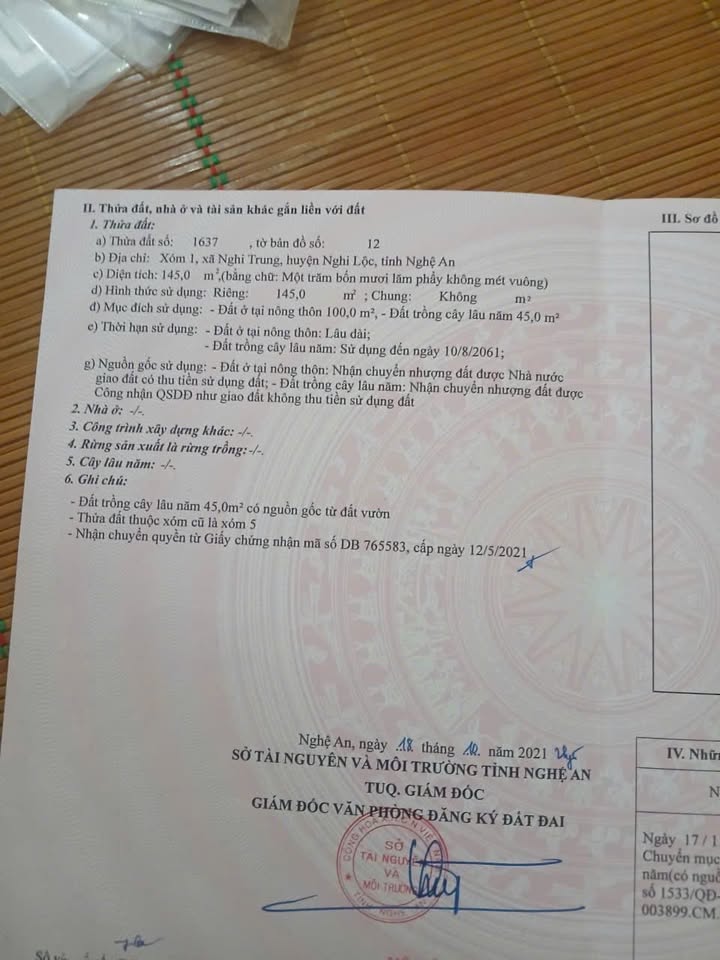 II. Thửa đất, nhà ở và tài sản khác gắn liền với đất
1. Thửa đất:
a) Thửa đất số: 1637 , tờ bản đồ số: 12
b) Địa chỉ: Xóm 1, xã Nghi Trung, huyện Nghi Lộc, tỉnh Nghệ An
c) Diện tích: 145,0 m²,(bằng chữ: Một trăm bốn mươi lăm phẩy không mét vuông)
d) Hình thức sử dụng: Riêng: 145,0 m² ; Chung: Không m²
đ) Mục đích sử dụng: - Đất ở tại nông thôn 100,0 m², - Đất trồng cây lâu năm 45,0 m²
e) Thời hạn sử dụng: - Đất ở tại nông thôn: Lâu dài;
- Đất trồng cây lâu năm: Sử dụng đến ngày 10/8/2061;
g) Nguồn gốc sử dụng: - Đất ở tại nông thôn: Nhận chuyển nhượng đất được Nhà nước
giao đất có thu tiền sử dụng đất; - Đất trồng cây lâu năm: Nhận chuyển nhượng đất được
Công nhận QSDĐ như giao đất không thu tiền sử dụng đất
2. Nhà ở: -/-.
3. Công trình xây dựng khác: -/-.
4. Rừng sản xuất là rừng trồng:-/-.
5. Cây lâu năm: -/-.
6. Ghi chú:
- Đất trồng cây lâu năm 45,0m² có nguồn gốc từ đất vườn
- Thửa đất thuộc xóm cũ là xóm 5
- Nhận chuyển quyền từ Giấy chứng nhận mã số DB 765583, cấp ngày 12/5/2021
Nghệ An, ngày 18 tháng 10. năm 2021
SỞ TÀI NGUYÊN VÀ MÔI TRƯỜNG TỈNH NGHỆ AN
TUQ. GIÁM ĐỐC
GIÁM ĐỐC VĂN PHÒNG ĐĂNG KÝ ĐẤT ĐAI
SỞ
TÀI NGUYÊN
VÀ
MÔI TRƯỜNG
III. Sơ đồ
IV. Nhữn
N
Ngày 17/1
Chuyển mục
năm(có nguồ
số 1533/QĐ-
003899.CM.